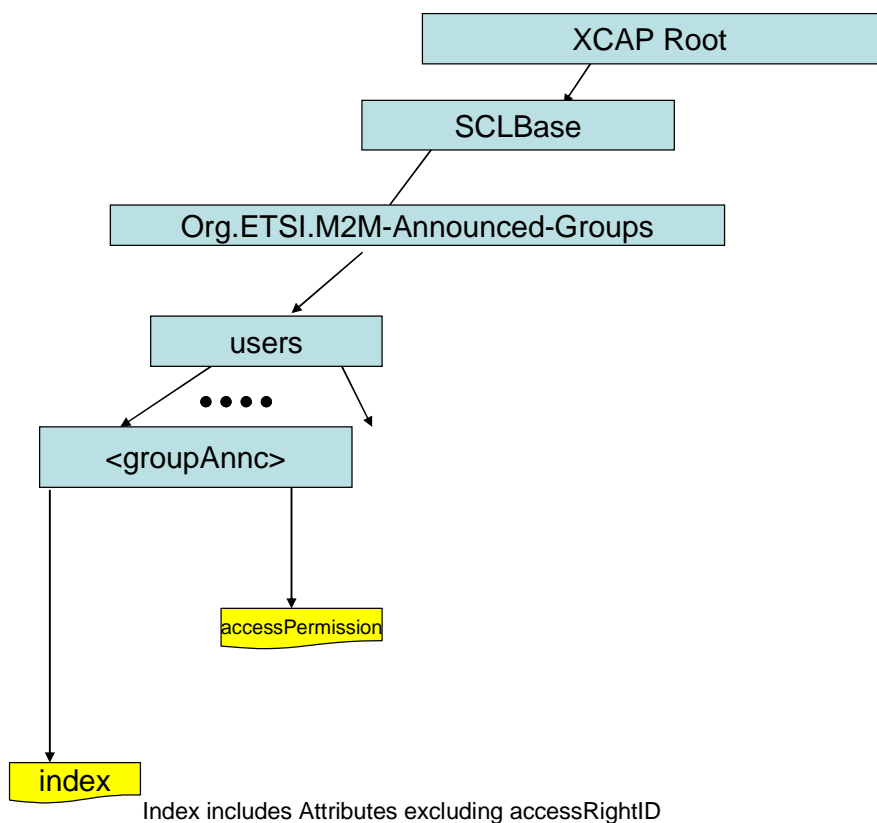 XCAP Root
SCLBase
Org.ETSI.M2M-Announced-Groups
users
<groupAnnc>
accessPermission
index
Index includes Attributes excluding accessRightID